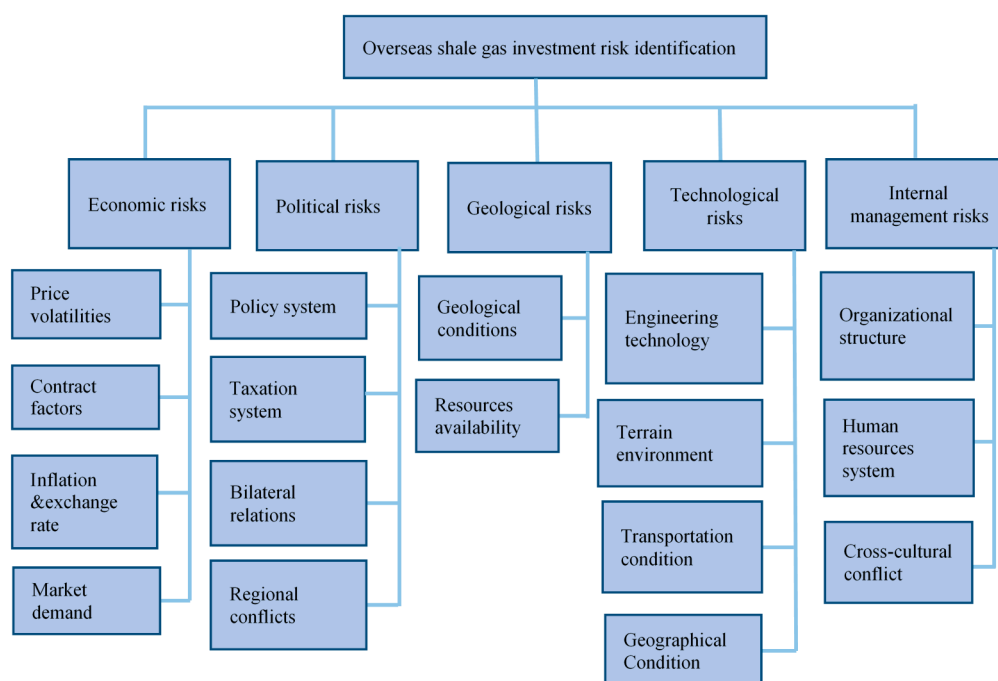 Overseas shale gas investment risk identification
Economic risks
Political risks
Geological risks
Technological
risks
Internal
management risks
Price
volatilities
Contract
factors
Inflation
&exchange
rate
Market
demand
Policy system
Taxation
system
Bilateral
relations
Regional
conflicts
Geological
conditions
Resources
availability
Engineering
technology
Terrain
environment
Transportation
condition
Geographical
Condition
Organizational
structure
Human
resources
system
Cross-cultural
conflict